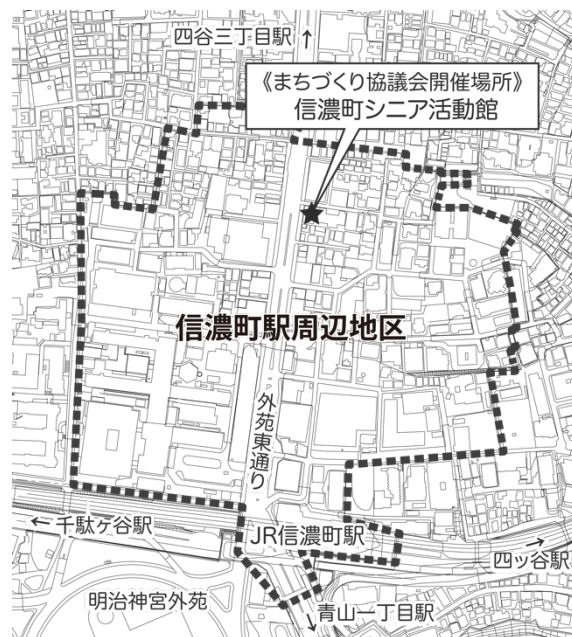 四谷三丁目駅↑
《まちづくり協議会開催場所》
信濃町シニア活動館
信濃町駅周辺地区
外苑東通り
←千駄ヶ谷駅
JR信濃町駅
四ッ谷駅→
明治神宮外苑
青山一丁目駅↓